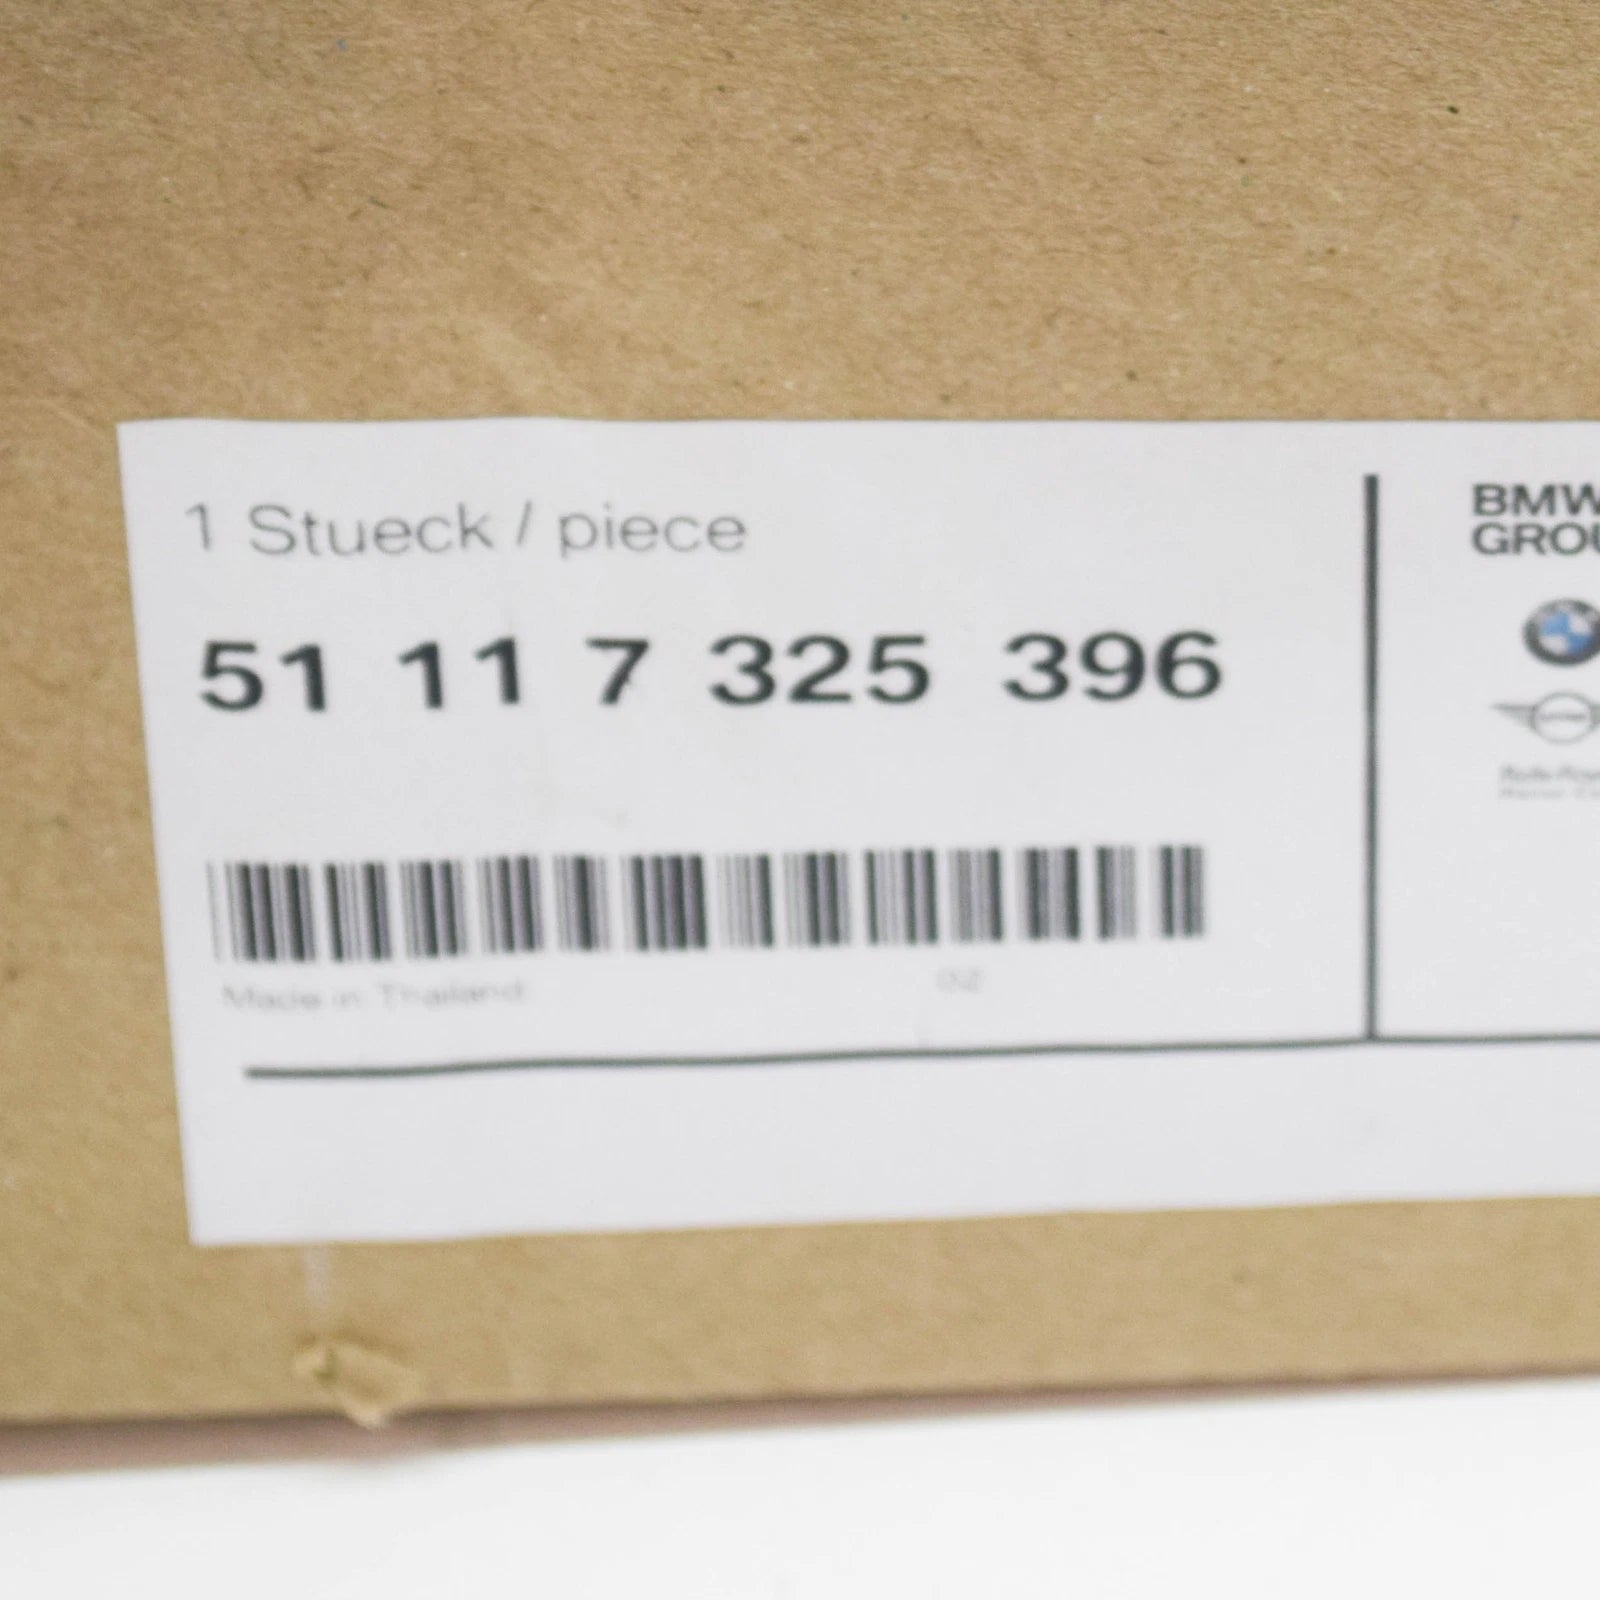 1 Stueck / piece
51 11 7 325 396
Made in Thailand 02
BMW
GROU